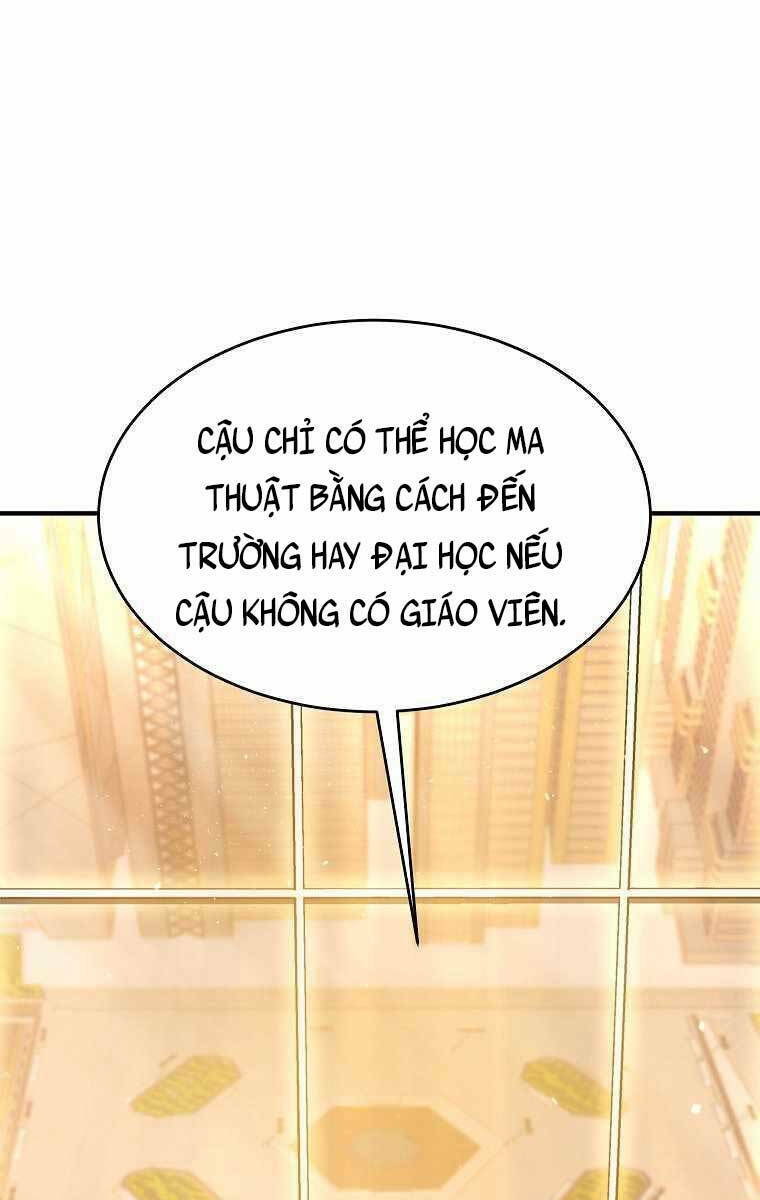 CẬU CHỈ CÓ THỂ HỌC MA
THUẬT BẰNG CÁCH ĐẾN
TRƯỜNG HAY ĐẠI HỌC NẾU
CẬU KHÔNG CÓ GIÁO VIÊN.